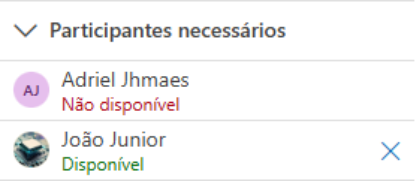 Participantes necessários
AJ
Adriel Jhmaes
Não disponível
João Junior
Disponível